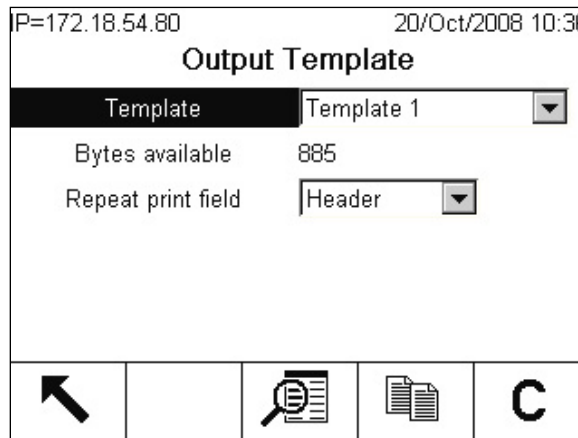 IP=172.18.54.80 20/Oct/2008 10:36
Output Template
Template Template 1
Bytes available 885
Repeat print field Header
C